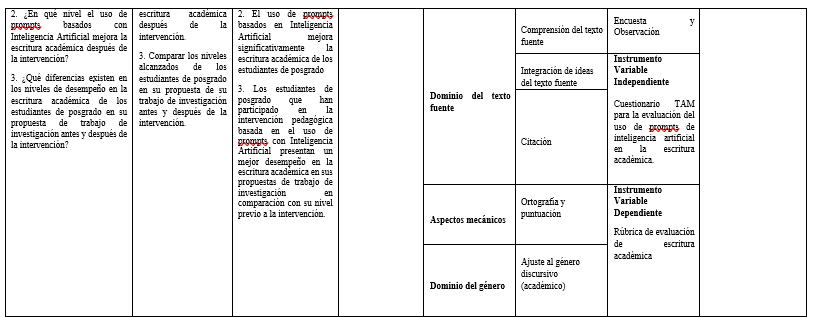 2. ¿En qué nivel el uso de
prompts basados con
Inteligencia Artificial mejora la
escritura académica después de
la intervención?
3. ¿Qué diferencias existen en
los niveles de desempeño en la
escritura académica de los
estudiantes de posgrado en su
propuesta de trabajo de
investigación antes y después de
la intervención?
escritura académica
después de la
intervención.
3. Comparar los niveles
alcanzados de los
estudiantes de posgrado
en su propuesta de su
trabajo de investigación
antes y después de la
intervención.
2. El uso de prompts
basados en Inteligencia
Artificial mejora
significativamente la
escritura académica de los
estudiantes de posgrado
3. Los estudiantes de
posgrado que han
participado en la
intervención pedagógica
basada en el uso de
prompts con Inteligencia
Artificial presentan un
mejor desempeño en la
escritura académica en sus
propuestas de trabajo de
investigación en
comparación con su nivel
previo a la intervención.
Dominio del texto
fuente
Comprensión del texto
fuente
Integración de ideas
del texto fuente
Citación
Aspectos mecánicos
Ortografía y
puntuación
Dominio del género
Ajuste al género
discursivo
(académico)
Encuesta y
Observación
Instrumento
Variable
Independiente
Cuestionario TAM
para la evaluación del
uso de prompts de
inteligencia artificial
en la escritura
académica.
Instrumento
Variable
Dependiente
Rúbrica de evaluación
de escritura
académica